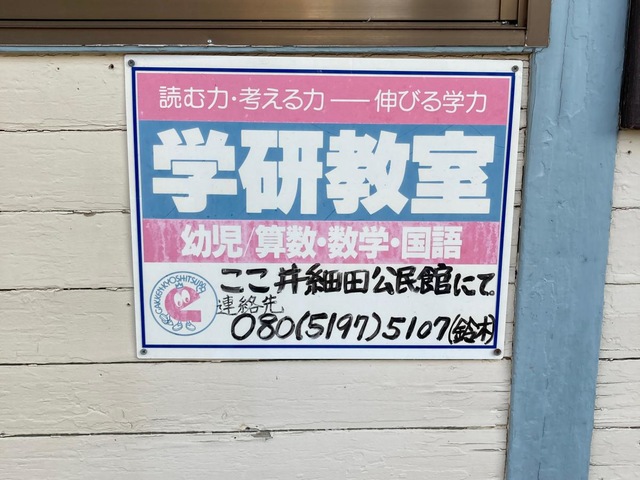 読む力・考える力──伸びる学力
学研教室
幼児/算数・数学・国語
GAKKEN KYOSHITSU
ここ井細田公民館にて。
連絡先
080(5197)5107(鈴木)